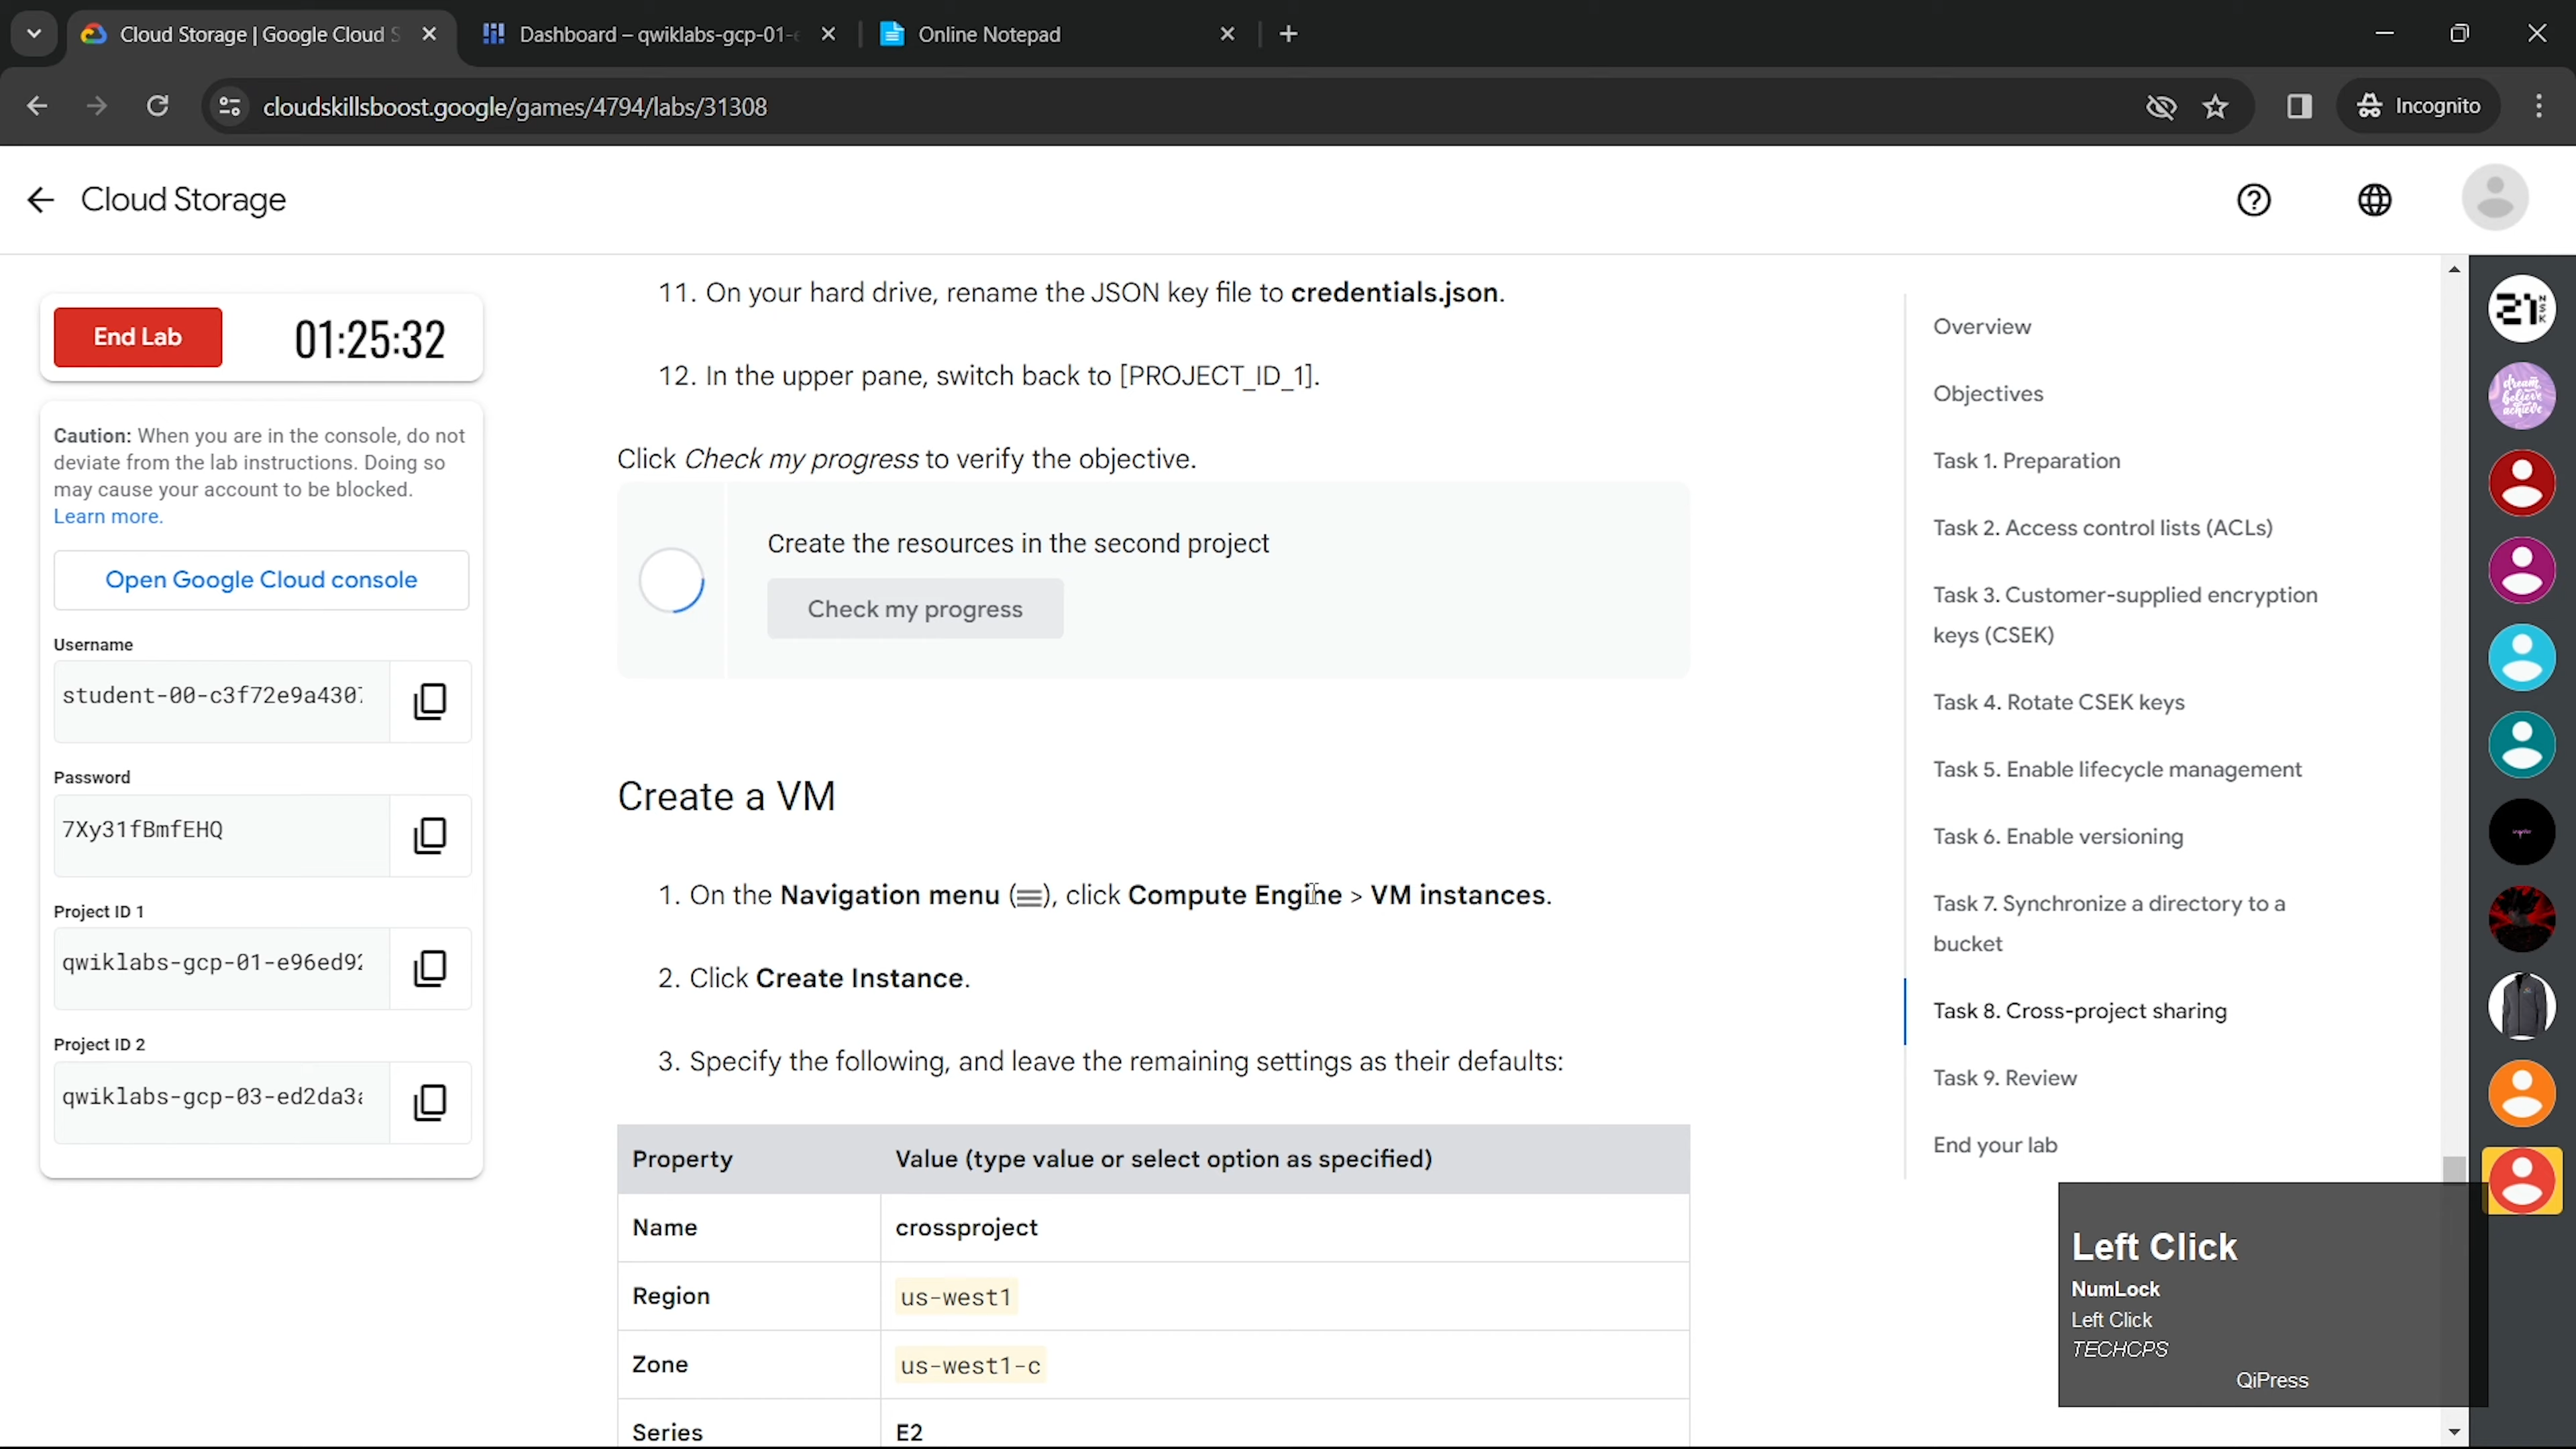 Cloud Storage | Google Cloud S
Dashboard – qwiklabs-gcp-01-e
Online Notepad
cloudskillsboost.google/games/4794/labs/31308
Incognito
Cloud Storage
End Lab
01:25:32
Caution: When you are in the console, do not
deviate from the lab instructions. Doing so
may cause your account to be blocked.
Learn more.
Open Google Cloud console
Username
student-00-c3f72e9a4307
Password
7Xy31fBmfEHQ
Project ID 1
qwiklabs-gcp-01-e96ed92
Project ID 2
qwiklabs-gcp-03-ed2da3a
11. On your hard drive, rename the JSON key file to credentials.json.
12. In the upper pane, switch back to [PROJECT_ID_1].
Click Check my progress to verify the objective.
Create the resources in the second project
Check my progress
Create a VM
1. On the Navigation menu (≡), click Compute Engine > VM instances.
2. Click Create Instance.
3. Specify the following, and leave the remaining settings as their defaults:
Property Value (type value or select option as specified)
Name crossproject
Region us-west1
Zone us-west1-c
Series E2
Overview
Objectives
Task 1. Preparation
Task 2. Access control lists (ACLs)
Task 3. Customer-supplied encryption
keys (CSEK)
Task 4. Rotate CSEK keys
Task 5. Enable lifecycle management
Task 6. Enable versioning
Task 7. Synchronize a directory to a
bucket
Task 8. Cross-project sharing
Task 9. Review
End your lab
21
NSK
dream
believe
achieve
Left Click
NumLock
Left Click
TECHCPS
QiPress